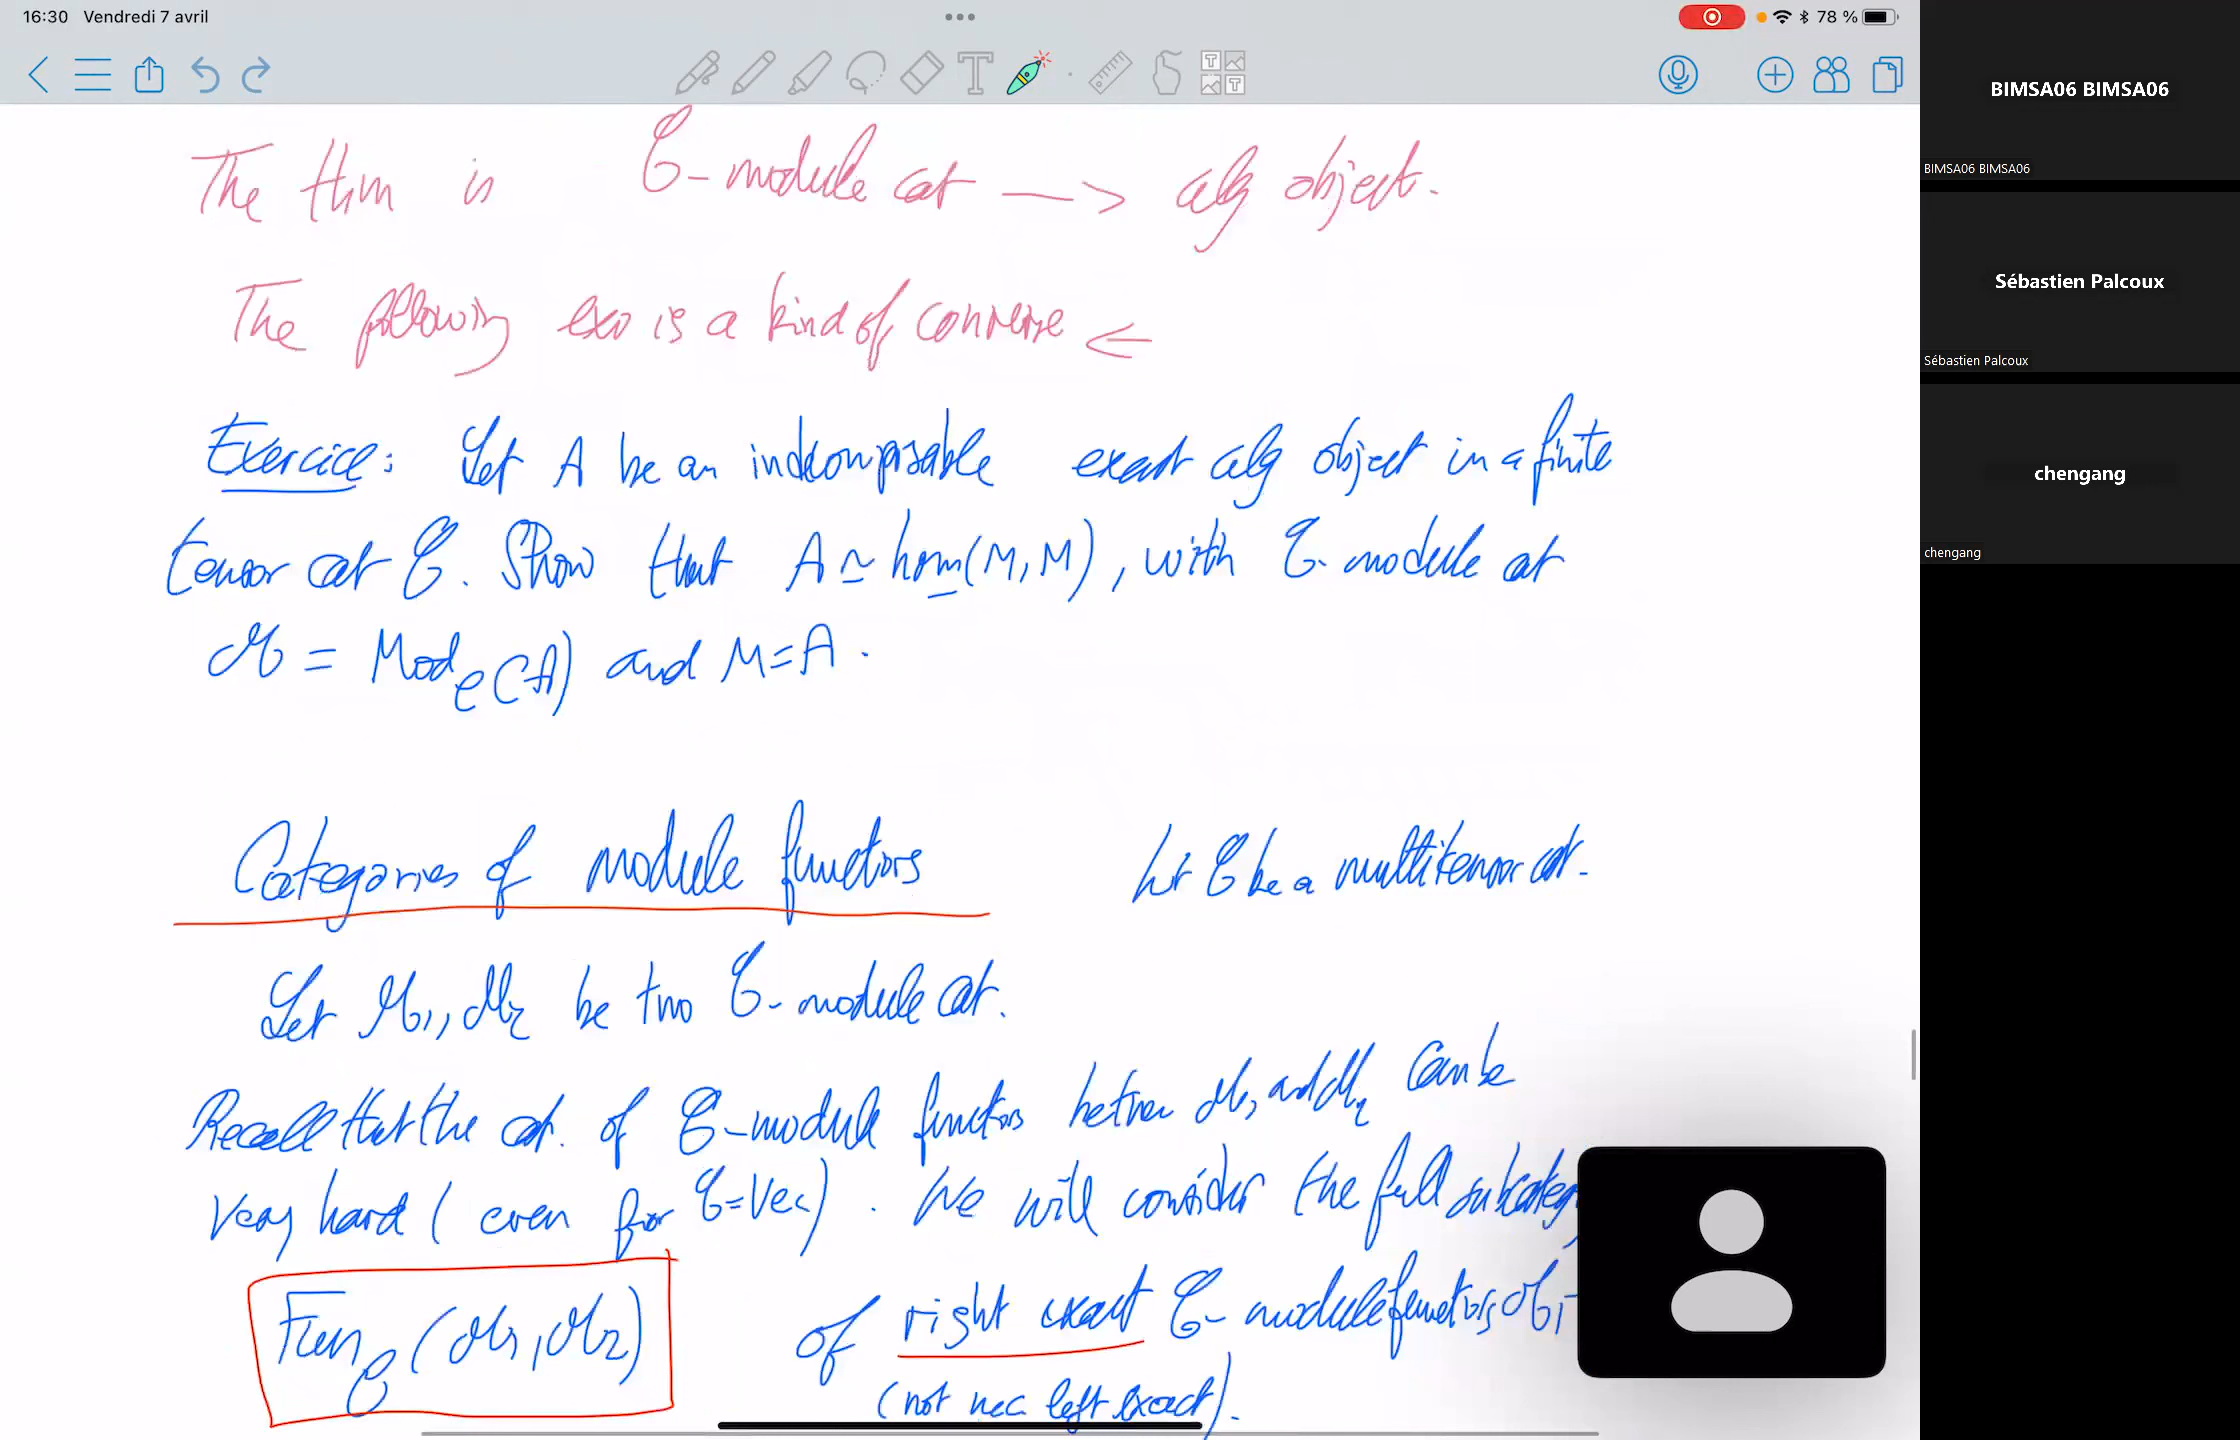 16:30 Vendredi 7 avril
78 %
The thm is 𝒞-module cat —> alg object.
The following exo is a kind of converse <—
Exercice: Let A be an indecomposable exact alg object in a finite
tensor cat 𝒞. Show that A ≃ hom(M,M), with 𝒞-module cat
ℳ = Mod_𝒞(A) and M=A.
Categories of module functors Let 𝒞 be a multitensor cat.
Let ℳ₁, ℳ₂ be two 𝒞-module cat.
Recall that the cat. of 𝒞-module functors between ℳ₁ and ℳ₂ can be
very hard (even for 𝒞=Vec). We will consider the full subcateg
Fun_𝒞(ℳ₁,ℳ₂) of right exact 𝒞-module functors
(not nec left exact).
BIMSA06 BIMSA06
BIMSA06 BIMSA06
Sébastien Palcoux
Sébastien Palcoux
chengang
chengang